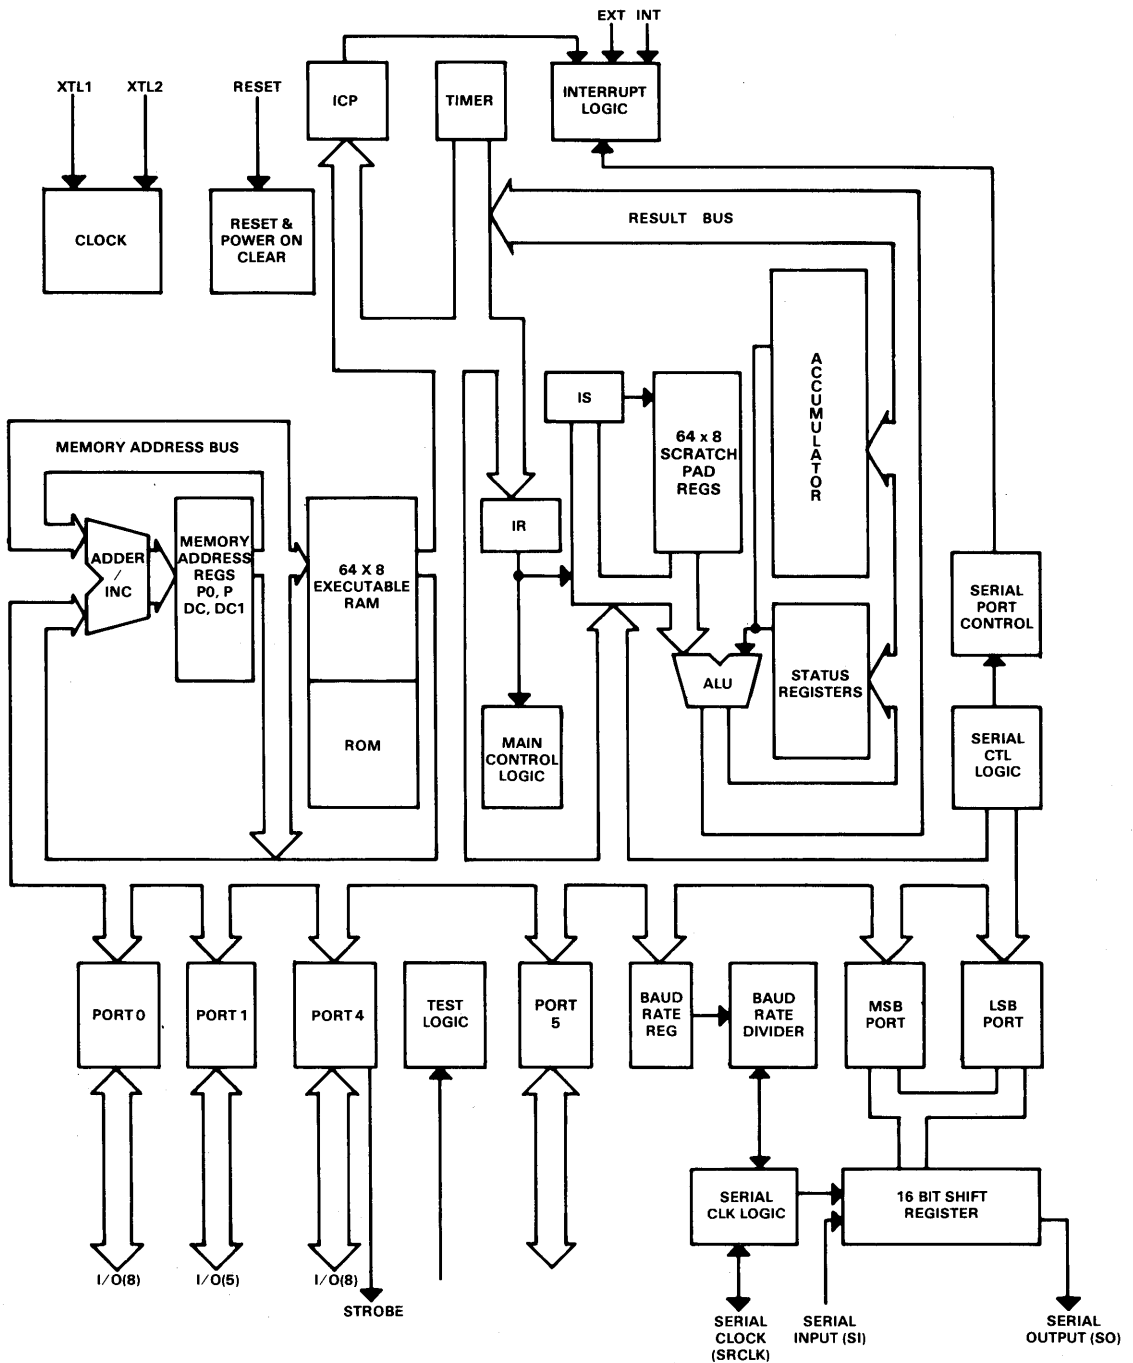 EXT INT
XTL1
XTL2
RESET
ICP
TIMER
INTERRUPT
LOGIC
CLOCK
RESET &
POWER ON
CLEAR
RESULT BUS
ACCUMULATOR
IS
64 x 8
SCRATCH
PAD
REGS
MEMORY ADDRESS BUS
IR
ADDER
/
INC
MEMORY
ADDRESS
REGS
P0, P
DC, DC1
64 X 8
EXECUTABLE
RAM
ROM
MAIN
CONTROL
LOGIC
ALU
STATUS
REGISTERS
SERIAL
PORT
CONTROL
SERIAL
CTL
LOGIC
PORT 0
PORT 1
PORT 4
TEST
LOGIC
PORT
5
BAUD
RATE
REG
BAUD
RATE
DIVIDER
MSB
PORT
LSB
PORT
SERIAL
CLK LOGIC
16 BIT SHIFT
REGISTER
I/O(8)
I/O(5)
I/O(8)
STROBE
SERIAL
CLOCK
(SRCLK)
SERIAL
INPUT (SI)
SERIAL
OUTPUT (SO)